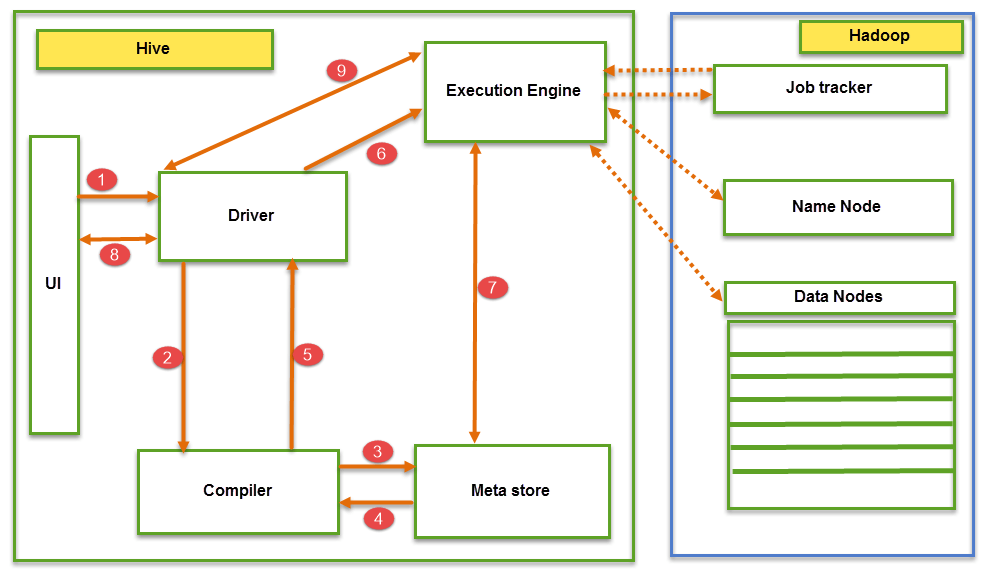 Hive
Hadoop
Execution Engine
Job tracker
9
6
1
Driver
Name Node
8
UI
7
Data Nodes
2
5
3
Compiler
Meta store
4